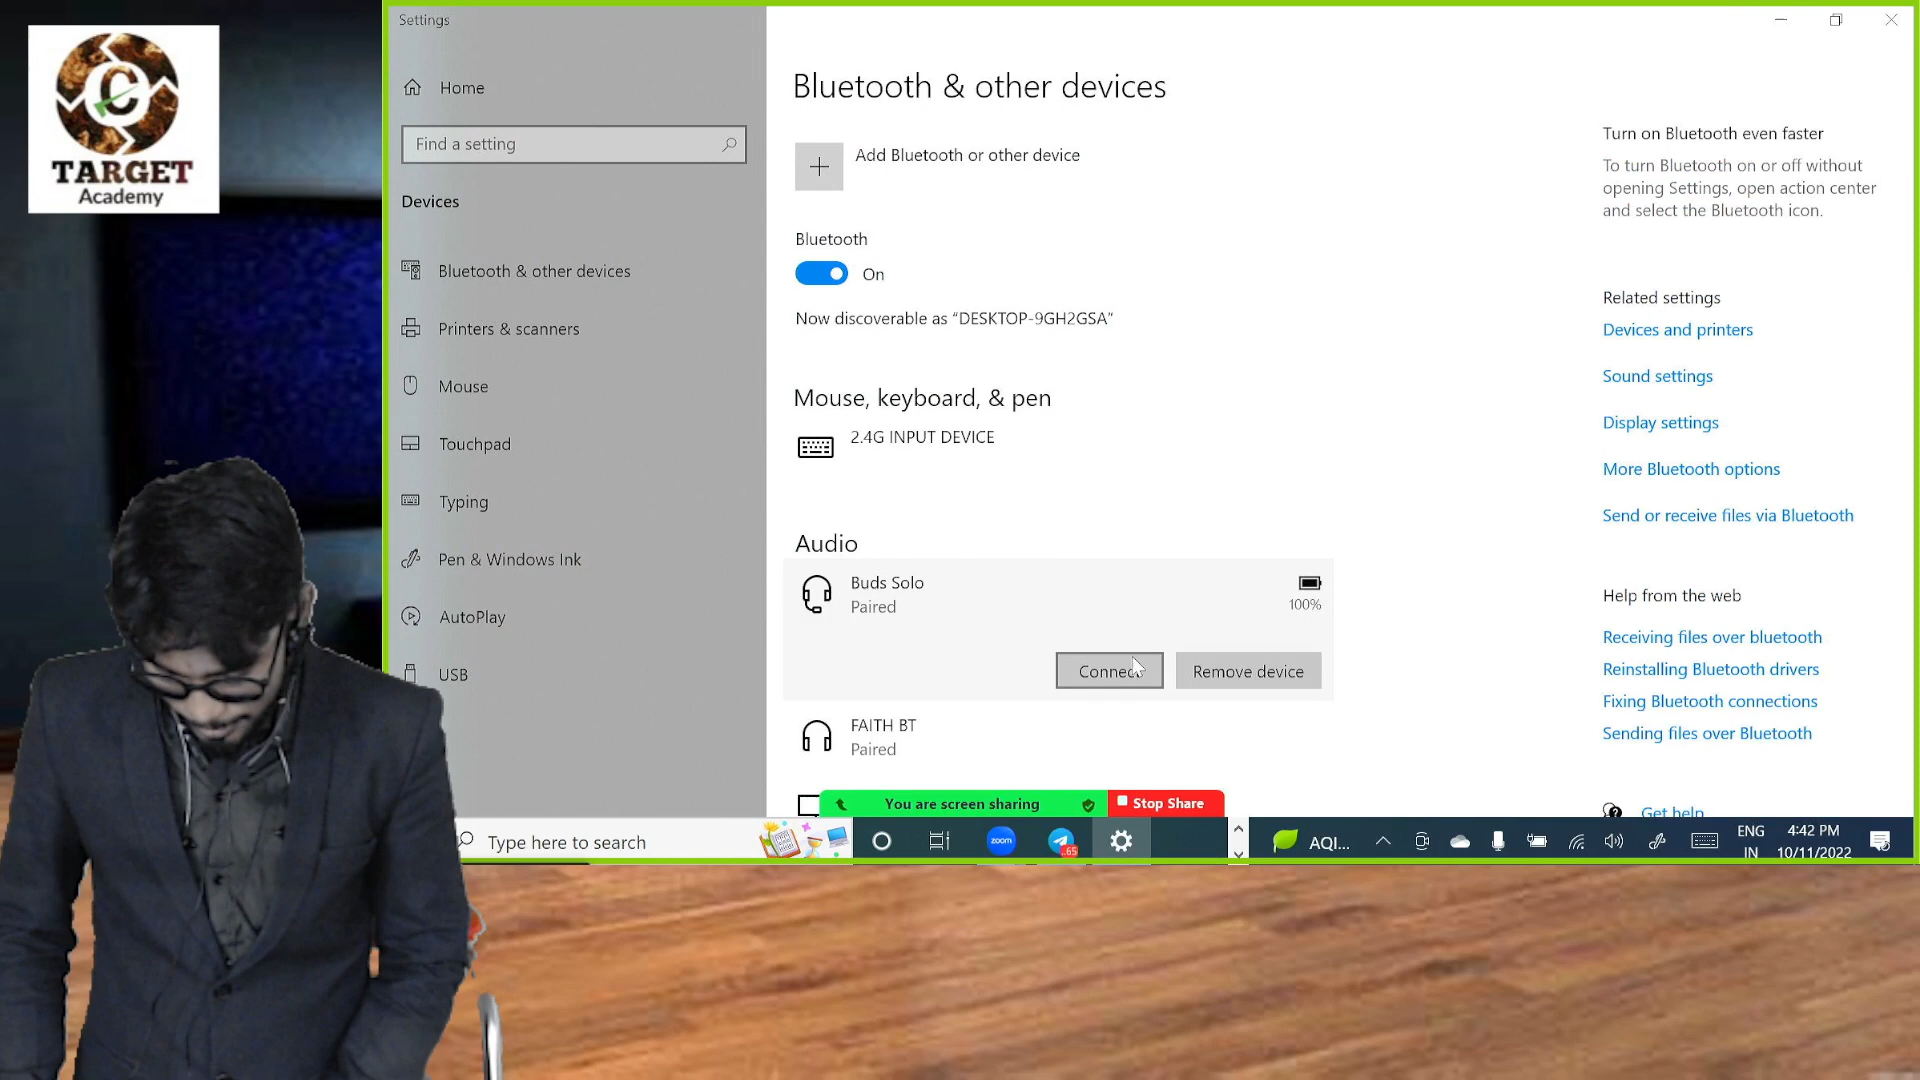 TARGET
Academy
Settings
Home
Find a setting
Devices
Bluetooth & other devices
Printers & scanners
Mouse
Touchpad
Typing
Pen & Windows Ink
AutoPlay
USB
Bluetooth & other devices
Add Bluetooth or other device
Bluetooth
On
Now discoverable as “DESKTOP-9GH2GSA”
Mouse, keyboard, & pen
2.4G INPUT DEVICE
Audio
Buds Solo
Paired
100%
Connect
Remove device
FAITH BT
Paired
Turn on Bluetooth even faster
To turn Bluetooth on or off without
opening Settings, open action center
and select the Bluetooth icon.
Related settings
Devices and printers
Sound settings
Display settings
More Bluetooth options
Send or receive files via Bluetooth
Help from the web
Receiving files over bluetooth
Reinstalling Bluetooth drivers
Fixing Bluetooth connections
Sending files over Bluetooth
Get help
You are screen sharing
Stop Share
Type here to search
zoom
.65
AQI...
ENG
IN
4:42 PM
10/11/2022